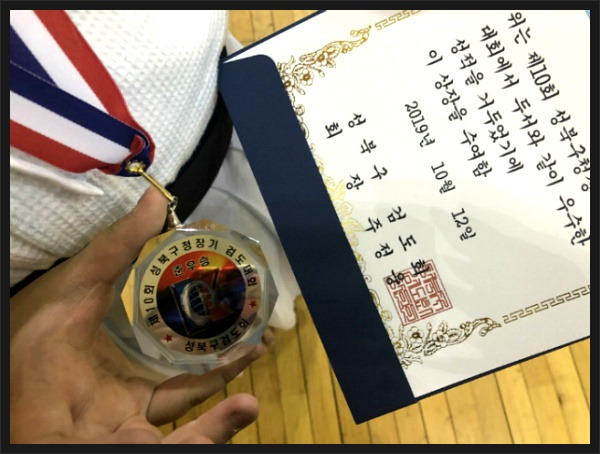 위는 제10회 성북구청장
대회에서 두서와 같이 우수한
성적을 거두었기에
이 상장을 수여함
2019년 10월 12일
성북구 검도회
회장 주정
제10회 성북구청장기 검도대회
준우승
성북구검도회